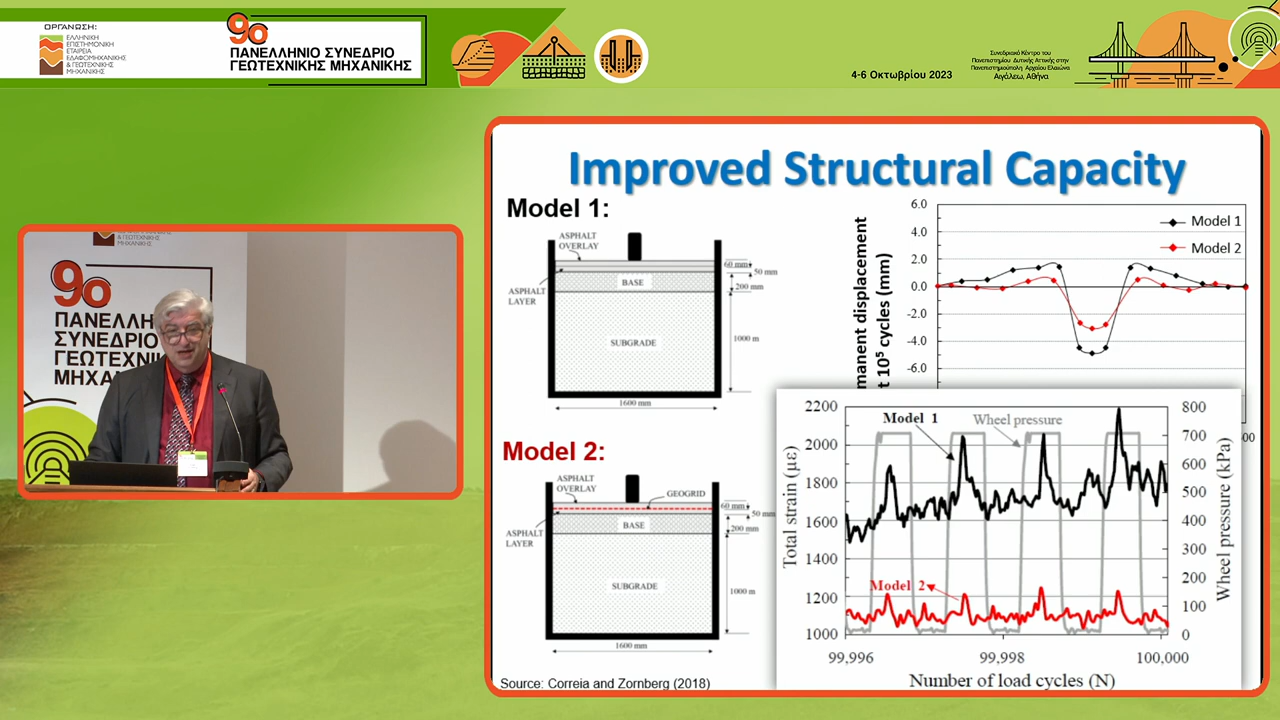 ΟΡΓΑΝΩΣΗ:
ΕΛΛΗΝΙΚΗ
ΕΠΙΣΤΗΜΟΝΙΚΗ
ΕΤΑΙΡΕΙΑ
ΕΔΑΦΟΜΗΧΑΝΙΚΗΣ
& ΓΕΩΤΕΧΝΙΚΗΣ
ΜΗΧΑΝΙΚΗΣ
9ο
ΠΑΝΕΛΛΗΝΙΟ ΣΥΝΕΔΡΙΟ
ΓΕΩΤΕΧΝΙΚΗΣ ΜΗΧΑΝΙΚΗΣ
4-6 Οκτωβρίου 2023
Συνεδριακό Κέντρο του
Πανεπιστημίου Δυτικής Αττικής στην
Πανεπιστημιούπολη Αρχαίου Ελαιώνα
Αιγάλεω, Αθήνα
& ΓΕΩΤΕΧΝΙΚΗΣ
ΜΗΧΑΝΙΚΗΣ
9ο
ΠΑΝΕΛΛΗ
ΣΥΝΕΔΡΙΟ
ΓΕΩΤΕΧΝΙΚ
ΜΗΧΑ
Improved Structural Capacity
Model 1:
ASPHALT
OVERLAY
60 mm
50 mm
ASPHALT
LAYER
BASE
200 mm
SUBGRADE
1000 m
1600 mm
Model 2:
ASPHALT
OVERLAY
GEOGRID
60 mm
50 mm
ASPHALT
LAYER
BASE
200 mm
SUBGRADE
1000 m
1600 mm
Source: Correia and Zornberg (2018)
manent displacement
t 10⁵ cycles (mm)
6.0
4.0
2.0
0.0
-2.0
-4.0
-6.0
Model 1
Model 2
00
Total strain (με)
2200
2000
1800
1600
1400
1200
1000
Model 1
Wheel pressure
Model 2
800
700
600
500
400
300
200
100
0
Wheel pressure (kPa)
99,996
99,998
100,000
Number of load cycles (N)